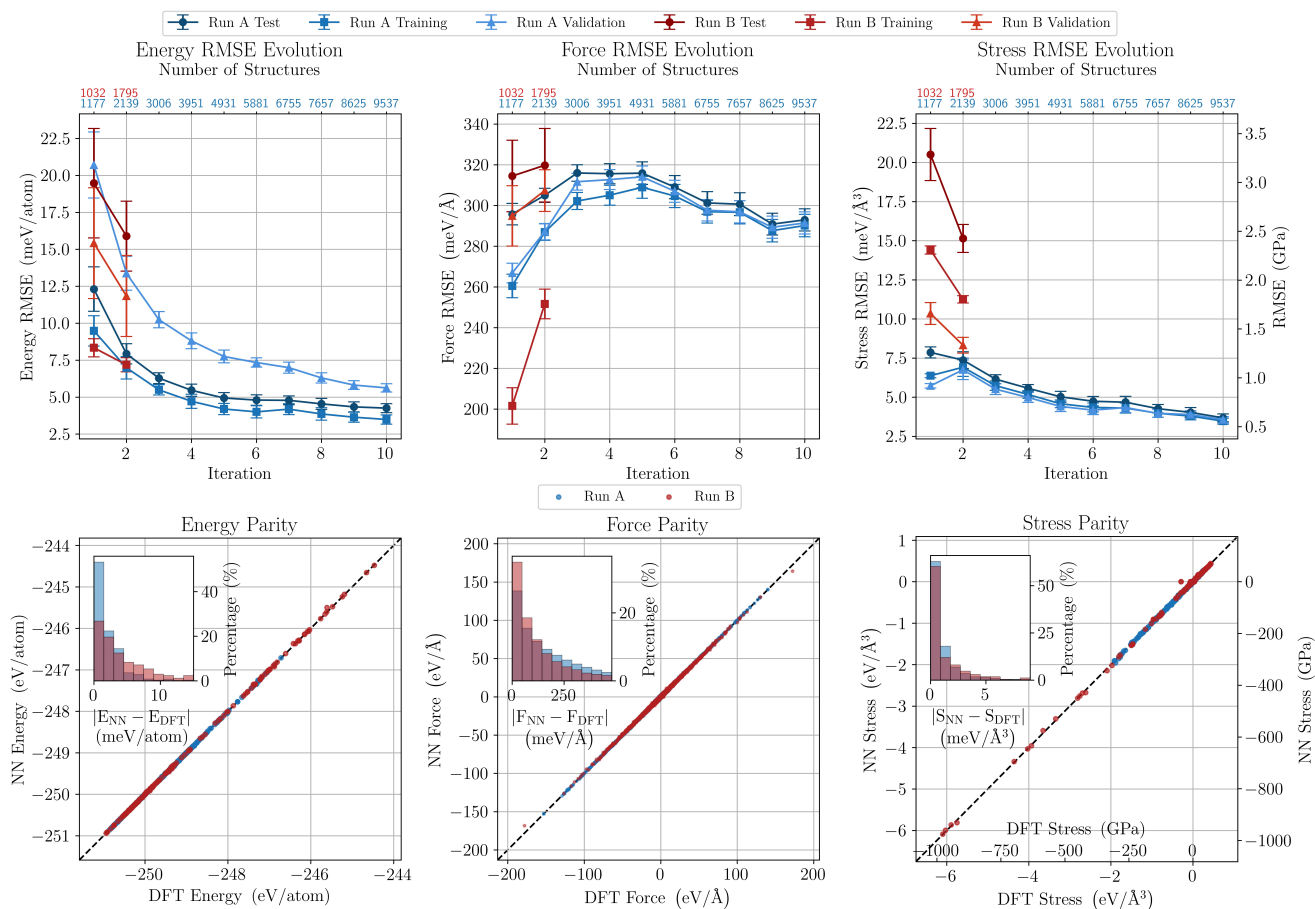 Run A Test Run A Training Run A Validation Run B Test Run B Training Run B Validation
Energy RMSE Evolution
Number of Structures
1032 1795
1177 2139 3006 3951 4931 5881 6755 7657 8625 9537
22.5
20.0
17.5
15.0
12.5
10.0
7.5
5.0
2.5
Energy RMSE (meV/atom)
2 4 6 8 10
Iteration
Force RMSE Evolution
Number of Structures
1032 1795
1177 2139 3006 3951 4931 5881 6755 7657 8625 9537
340
320
300
280
260
240
220
200
Force RMSE (meV/Å)
2 4 6 8 10
Iteration
Stress RMSE Evolution
Number of Structures
1032 1795
1177 2139 3006 3951 4931 5881 6755 7657 8625 9537
22.5
20.0
17.5
15.0
12.5
10.0
7.5
5.0
2.5
Stress RMSE (meV/Å³)
3.5
3.0
2.5
2.0
1.5
1.0
0.5
RMSE (GPa)
2 4 6 8 10
Iteration
Run A Run B
Energy Parity
−244
−245
−246
−247
−248
−249
−250
−251
NN Energy (eV/atom)
40
20
0
Percentage (%)
0 10
|E_NN − E_DFT|
(meV/atom)
−250 −248 −246 −244
DFT Energy (eV/atom)
Force Parity
200
150
100
50
0
−50
−100
−150
−200
NN Force (eV/Å)
20
0
Percentage (%)
0 250
|F_NN − F_DFT|
(meV/Å)
−200 −100 0 100 200
DFT Force (eV/Å)
Stress Parity
1
0
−1
−2
−3
−4
−5
−6
NN Stress (eV/Å³)
50
25
0
Percentage (%)
0 5
|S_NN − S_DFT|
(meV/Å³)
0
−200
−400
−600
−800
−1000
NN Stress (GPa)
DFT Stress (GPa)
−1000 −750 −500 −250 0
−6 −4 −2 0
DFT Stress (eV/Å³)